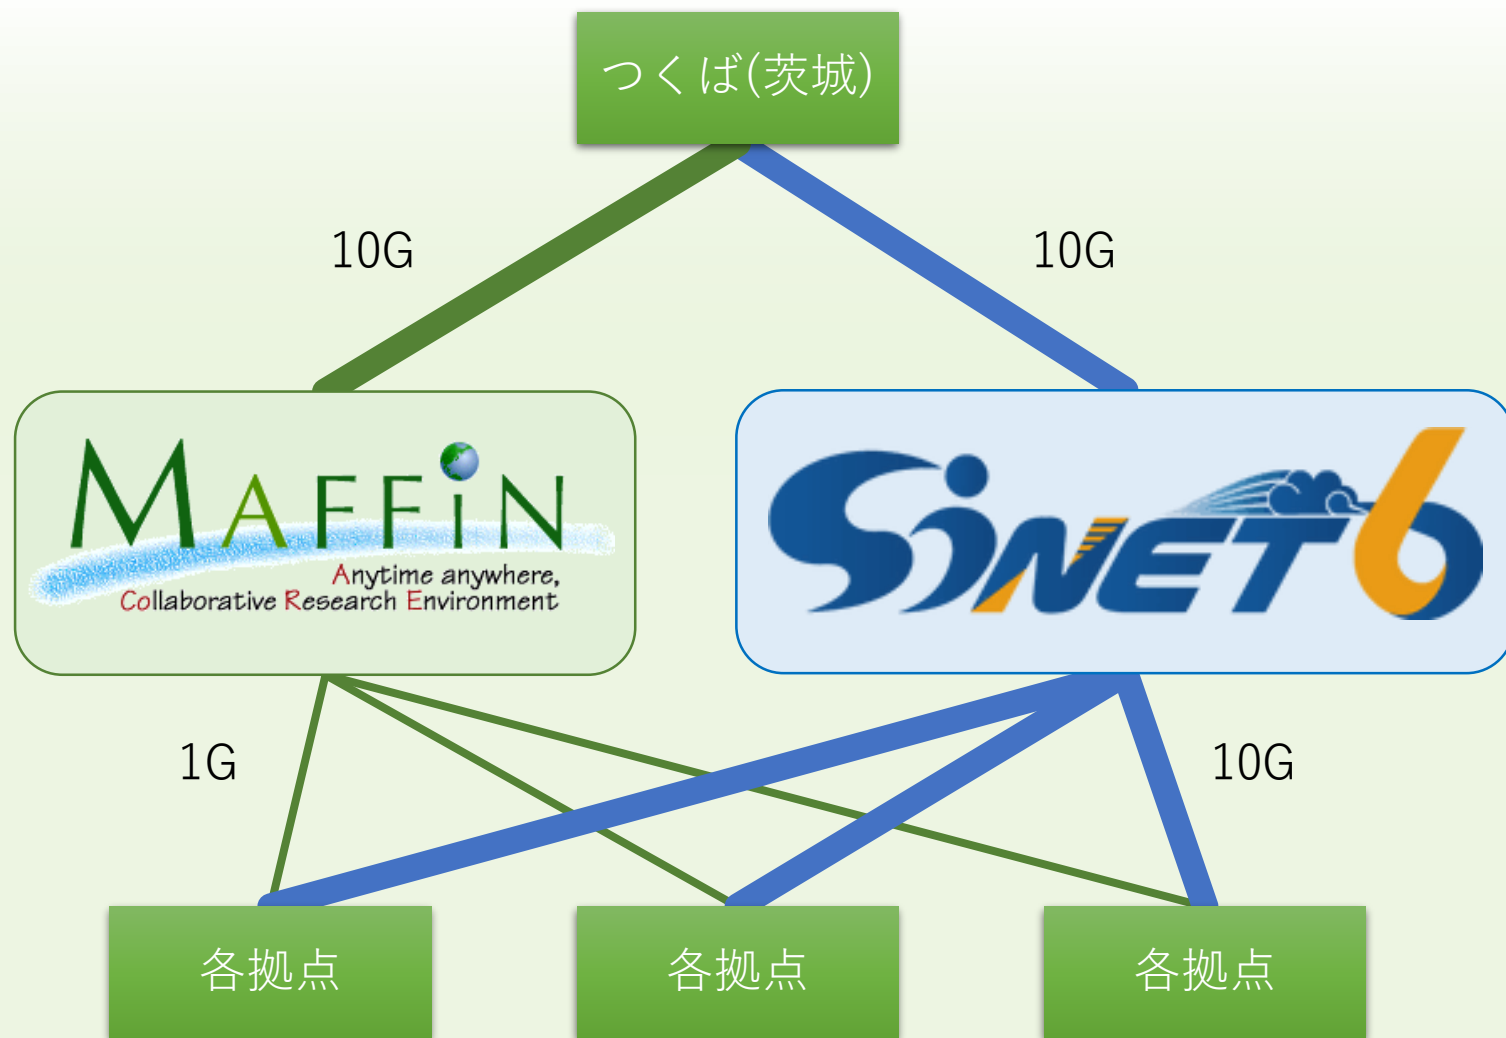 つくば(茨城)
10G
10G
MAFFiN
Anytime anywhere,
Collaborative Research Environment
SiNET6
1G
10G
各拠点
各拠点
各拠点